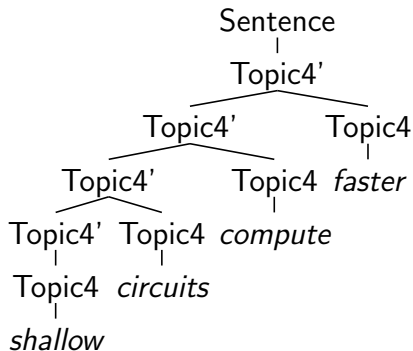 Sentence
Topic4'
Topic4' Topic4
Topic4' Topic4 faster
Topic4' Topic4 compute
Topic4 circuits
shallow